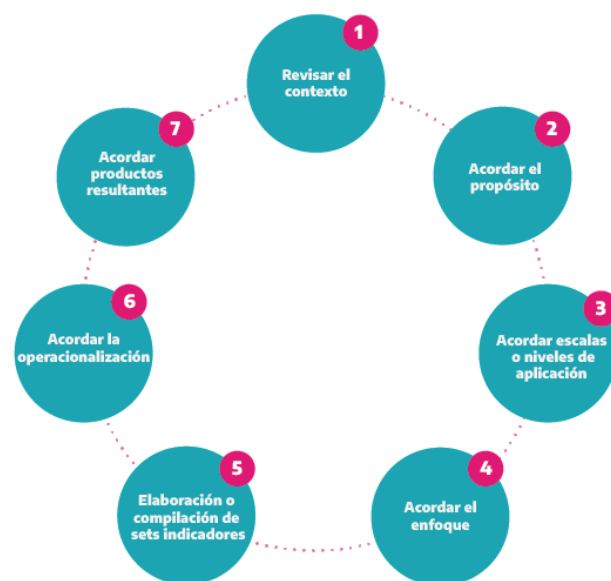 1
Revisar el
contexto
2
Acordar el
propósito
3
Acordar escalas
o niveles de
aplicación
4
Acordar el
enfoque
5
Elaboración o
compilación de
sets indicadores
6
Acordar la
operacionalización
7
Acordar
productos
resultantes